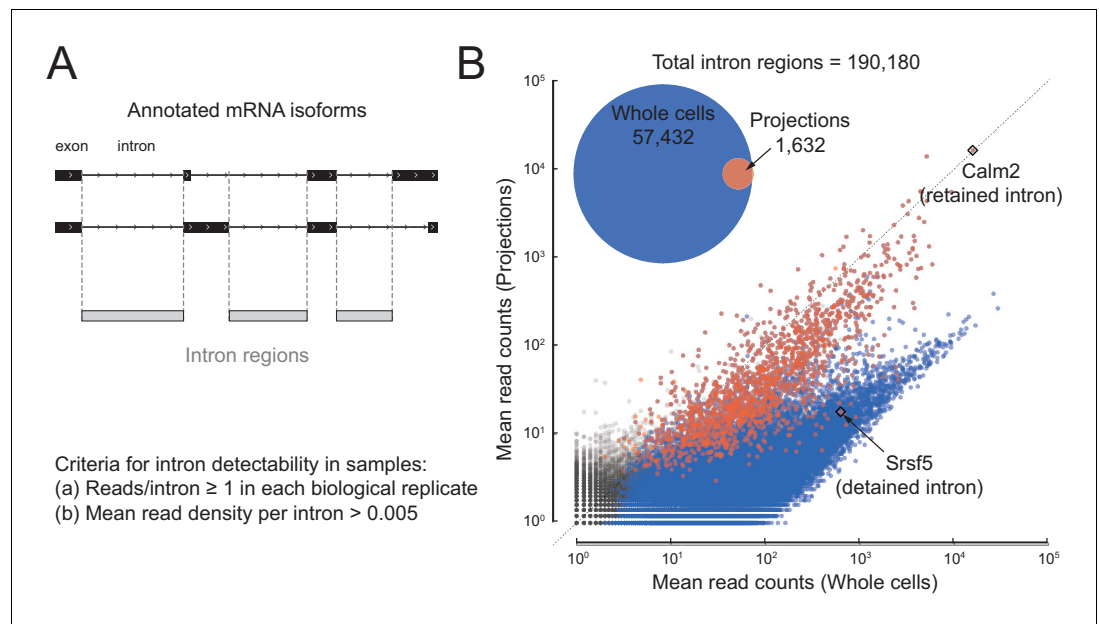 A
Annotated mRNA isoforms
exon intron
Intron regions
Criteria for intron detectability in samples:
(a) Reads/intron ≥ 1 in each biological replicate
(b) Mean read density per intron > 0.005
B
Total intron regions = 190,180
Whole cells
57,432
Projections
1,632
Calm2
(retained intron)
Srsf5
(detained intron)
Mean read counts (Projections)
10⁵
10⁴
10³
10²
10¹
10⁰
10⁰ 10¹ 10² 10³ 10⁴ 10⁵
Mean read counts (Whole cells)